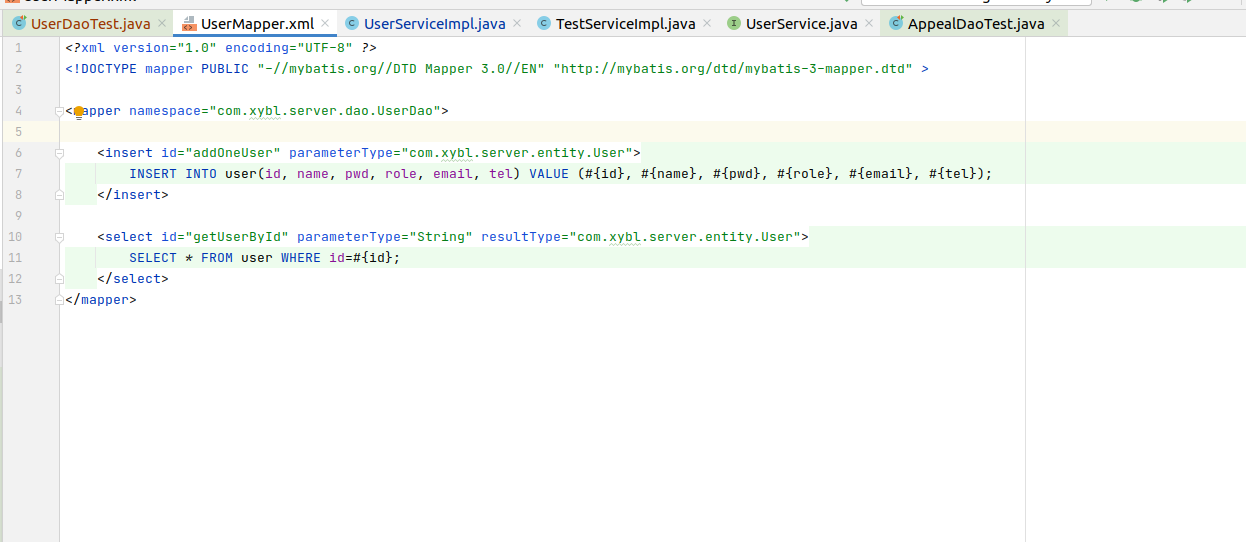 UserDaoTest.java UserMapper.xml UserServiceImpl.java TestServiceImpl.java UserService.java AppealDaoTest.java
1 <?xml version="1.0" encoding="UTF-8" ?>
2 <!DOCTYPE mapper PUBLIC "-//mybatis.org//DTD Mapper 3.0//EN" "http://mybatis.org/dtd/mybatis-3-mapper.dtd" >
3
4 <mapper namespace="com.xybl.server.dao.UserDao">
5
6 <insert id="addOneUser" parameterType="com.xybl.server.entity.User">
7 INSERT INTO user(id, name, pwd, role, email, tel) VALUE (#{id}, #{name}, #{pwd}, #{role}, #{email}, #{tel});
8 </insert>
9
10 <select id="getUserById" parameterType="String" resultType="com.xybl.server.entity.User">
11 SELECT * FROM user WHERE id=#{id};
12 </select>
13 </mapper>